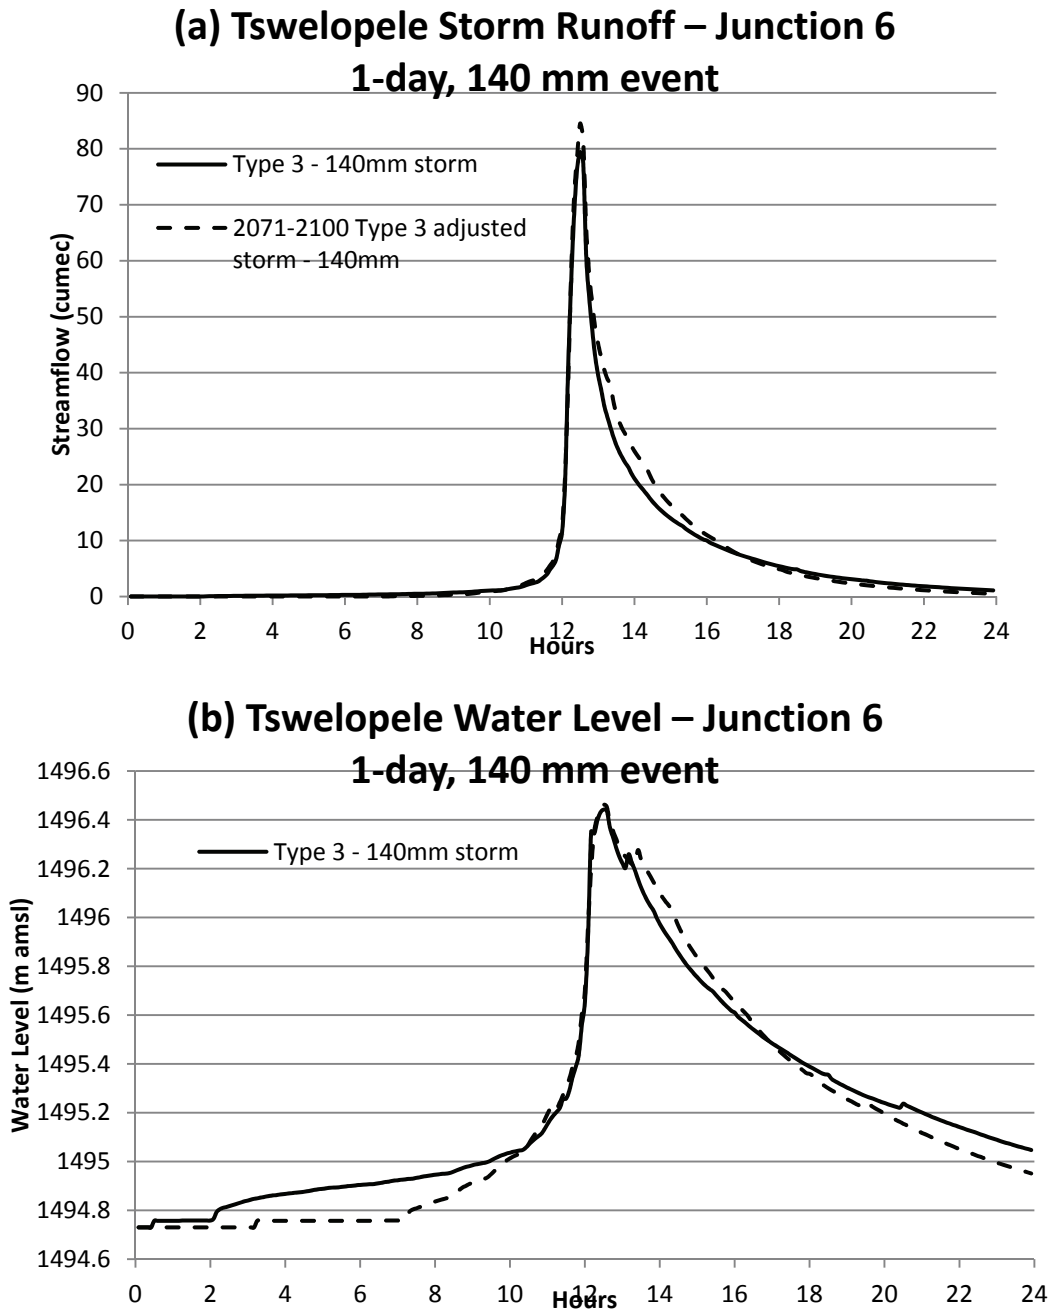 (a) Tswelopele Storm Runoff – Junction 6
1-day, 140 mm event
90
80
70
60
50
40
30
20
10
0
Streamflow (cumec)
Type 3 - 140mm storm
2071-2100 Type 3 adjusted
storm - 140mm
0 2 4 6 8 10 12 14 16 18 20 22 24
Hours
(b) Tswelopele Water Level – Junction 6
1-day, 140 mm event
1496.6
1496.4
1496.2
1496
1495.8
1495.6
1495.4
1495.2
1495
1494.8
1494.6
Water Level (m amsl)
Type 3 - 140mm storm
0 2 4 6 8 10 12 14 16 18 20 22 24
Hours